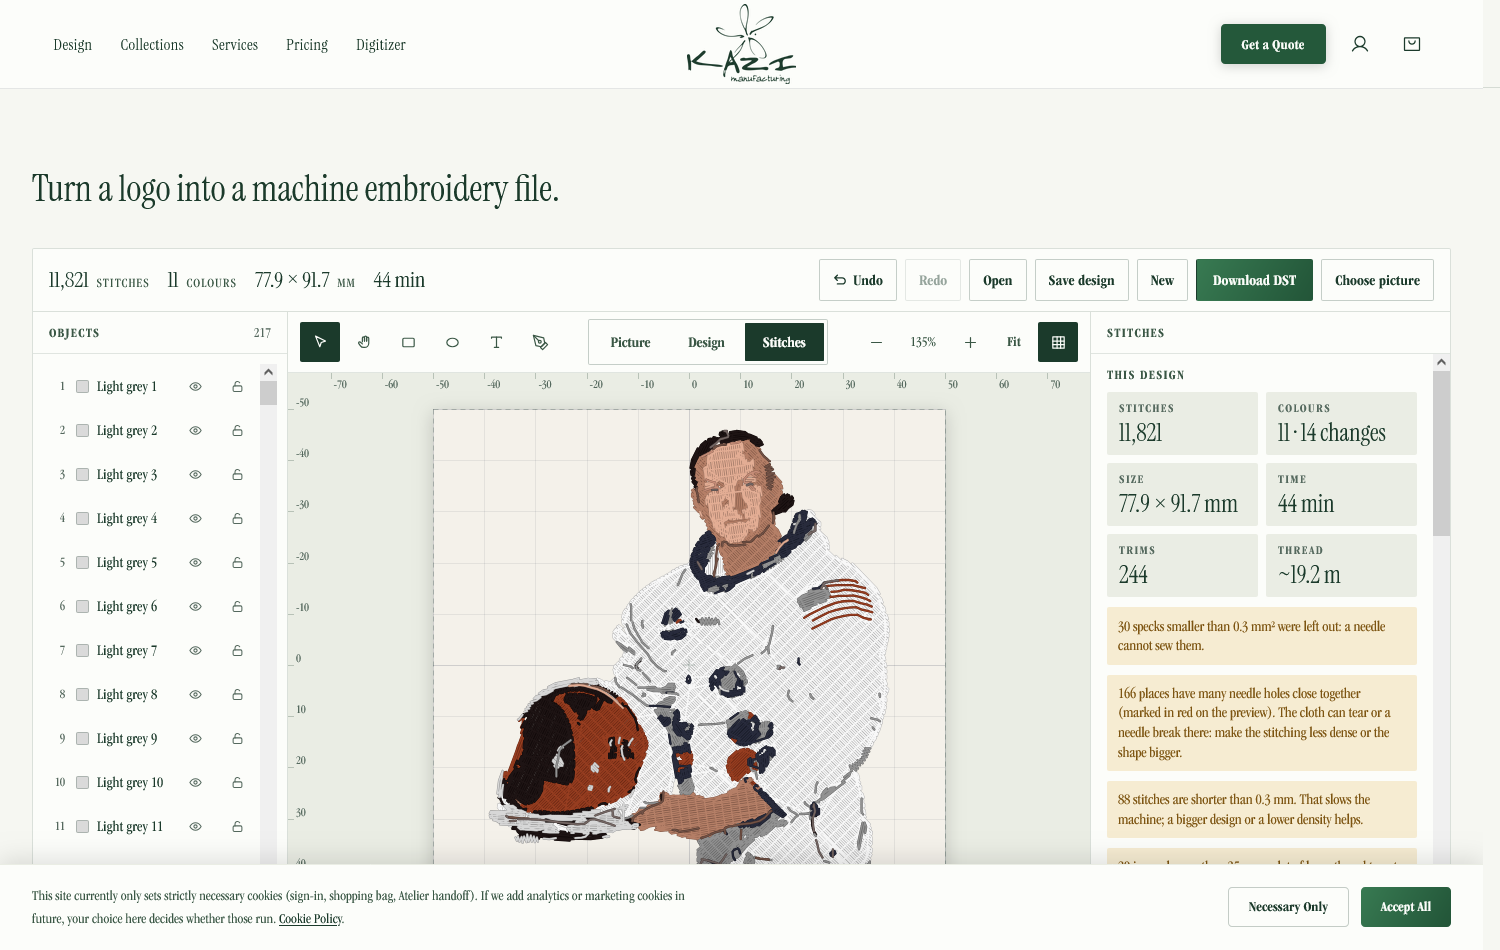 Design
Collections
Services
Pricing
Digitizer
KAZI
manufacturing
Get a Quote
Turn a logo into a machine embroidery file.
11,821 STITCHES 11 COLOURS 77.9 × 91.7 MM 44 min
Undo
Redo
Open
Save design
New
Download DST
Choose picture
OBJECTS 217
Picture
Design
Stitches
135%
Fit
STITCHES
-70 -60 -50 -40 -30 -20 -10 0 10 20 30 40 50 60 70
-50
-40
-30
-20
-10
0
10
20
30
40
1 Light grey 1
2 Light grey 2
3 Light grey 3
4 Light grey 4
5 Light grey 5
6 Light grey 6
7 Light grey 7
8 Light grey 8
9 Light grey 9
10 Light grey 10
11 Light grey 11
THIS DESIGN
STITCHES
11,821
COLOURS
11 · 14 changes
SIZE
77.9 × 91.7 mm
TIME
44 min
TRIMS
244
THREAD
~19.2 m
30 specks smaller than 0.3 mm² were left out: a needle
cannot sew them.
166 places have many needle holes close together
(marked in red on the preview). The cloth can tear or a
needle break there: make the stitching less dense or the
shape bigger.
88 stitches are shorter than 0.3 mm. That slows the
machine; a bigger design or a lower density helps.
This site currently only sets strictly necessary cookies (sign-in, shopping bag, Atelier handoff). If we add analytics or marketing cookies in
future, your choice here decides whether those run. Cookie Policy.
Necessary Only
Accept All